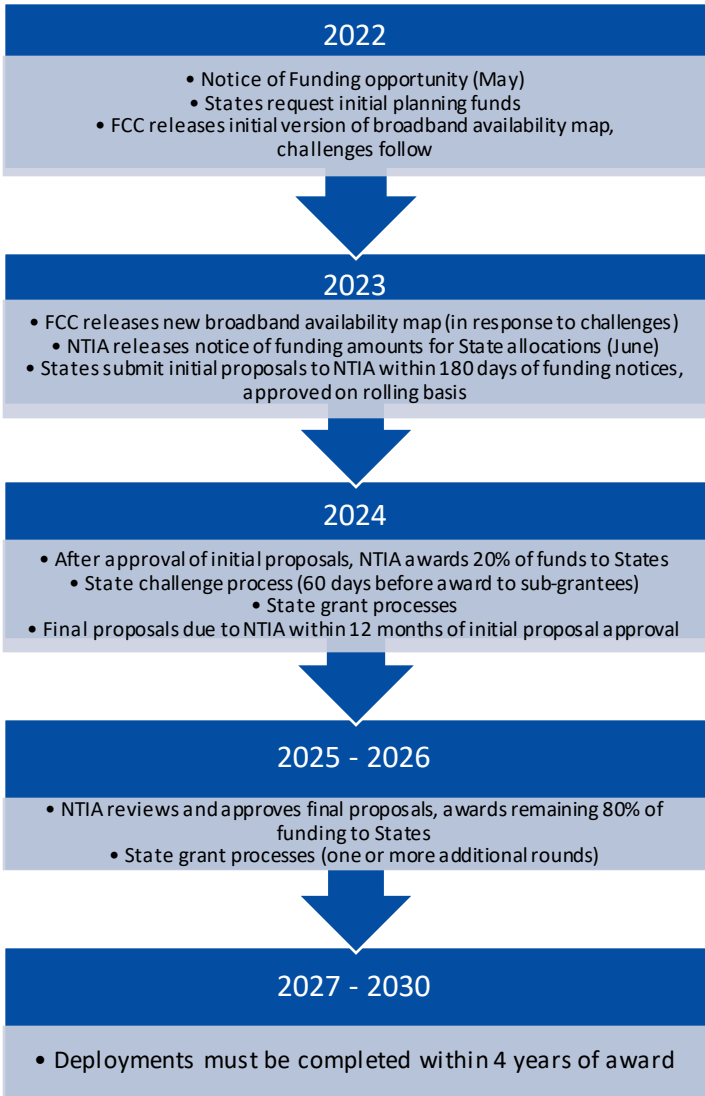 2022
• Notice of Funding opportunity (May)
• States request initial planning funds
• FCC releases initial version of broadband availability map,
challenges follow
2023
• FCC releases new broadband availability map (in response to challenges)
• NTIA releases notice of funding amounts for State allocations (June)
• States submit initial proposals to NTIA within 180 days of funding notices,
approved on rolling basis
2024
• After approval of initial proposals, NTIA awards 20% of funds to States
• State challenge process (60 days before award to sub-grantees)
• State grant processes
• Final proposals due to NTIA within 12 months of initial proposal approval
2025 - 2026
• NTIA reviews and approves final proposals, awards remaining 80% of
funding to States
• State grant processes (one or more additional rounds)
2027 - 2030
• Deployments must be completed within 4 years of award